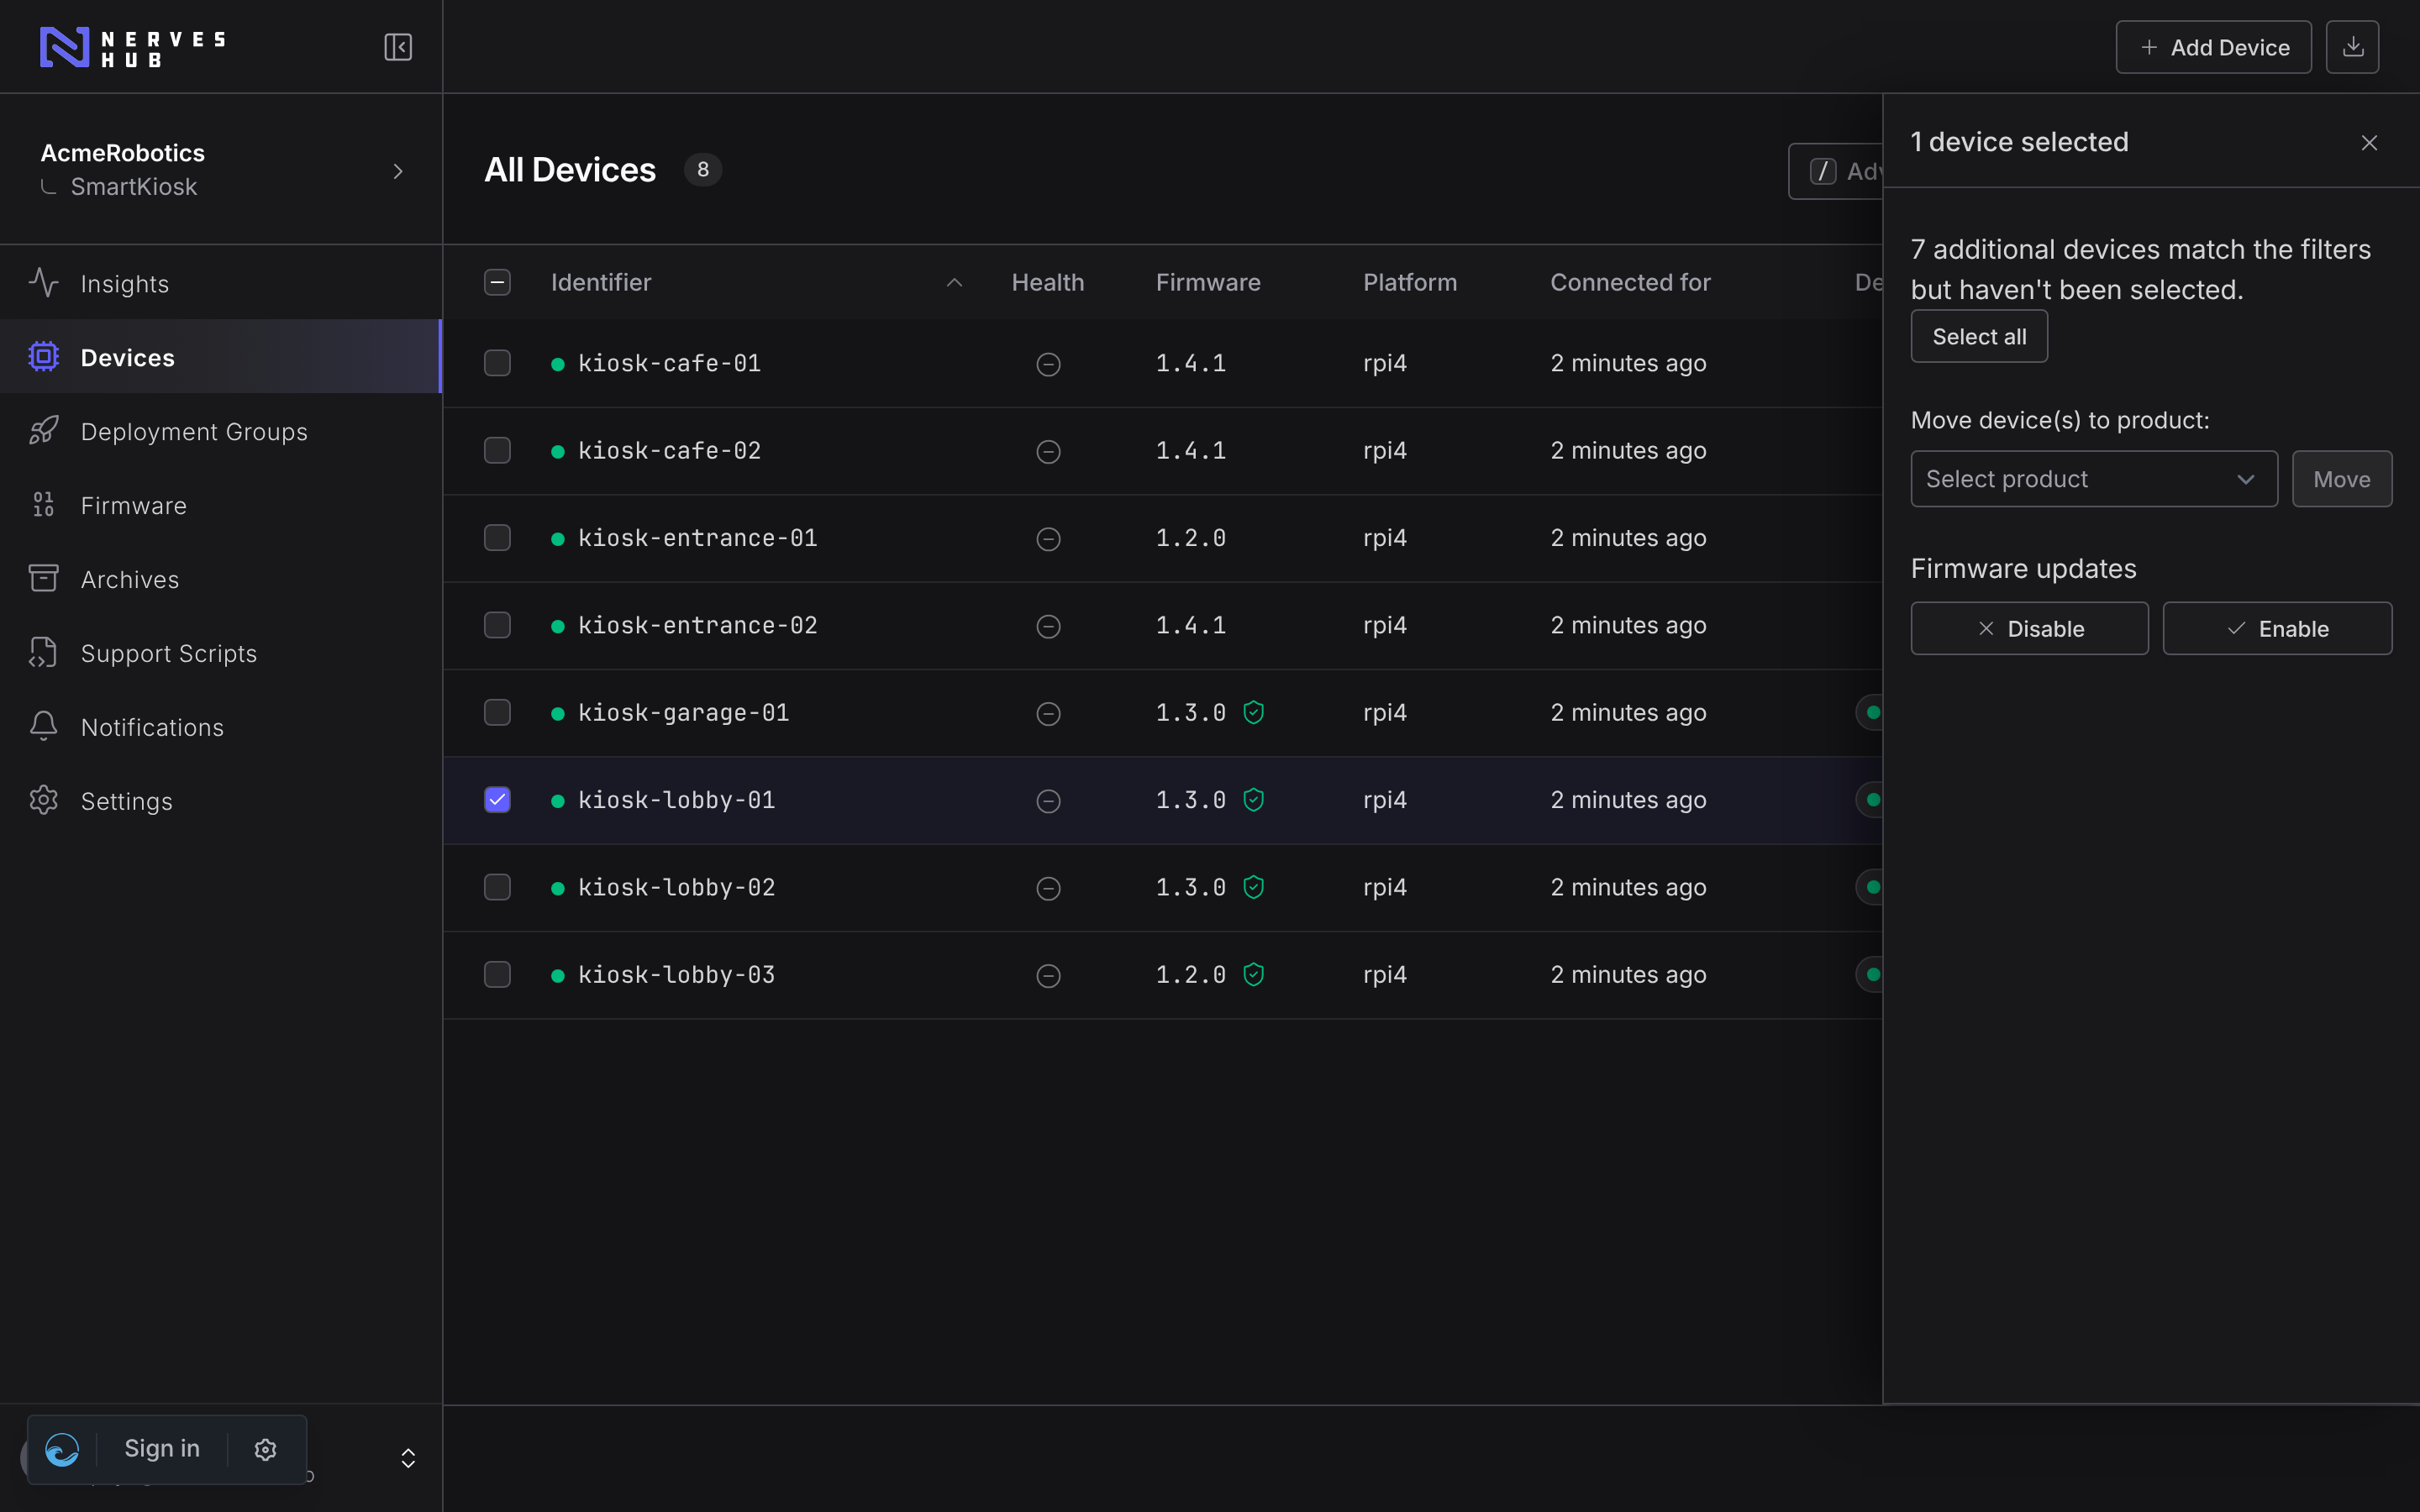 NERVES
HUB
Add Device
AcmeRobotics
SmartKiosk
Insights
Devices
Deployment Groups
Firmware
Archives
Support Scripts
Notifications
Settings
Sign in
All Devices 8
/
Identifier Health Firmware Platform Connected for
kiosk-cafe-01 1.4.1 rpi4 2 minutes ago
kiosk-cafe-02 1.4.1 rpi4 2 minutes ago
kiosk-entrance-01 1.2.0 rpi4 2 minutes ago
kiosk-entrance-02 1.4.1 rpi4 2 minutes ago
kiosk-garage-01 1.3.0 rpi4 2 minutes ago
kiosk-lobby-01 1.3.0 rpi4 2 minutes ago
kiosk-lobby-02 1.3.0 rpi4 2 minutes ago
kiosk-lobby-03 1.2.0 rpi4 2 minutes ago
1 device selected
7 additional devices match the filters
but haven't been selected.
Select all
Move device(s) to product:
Select product Move
Firmware updates
Disable Enable